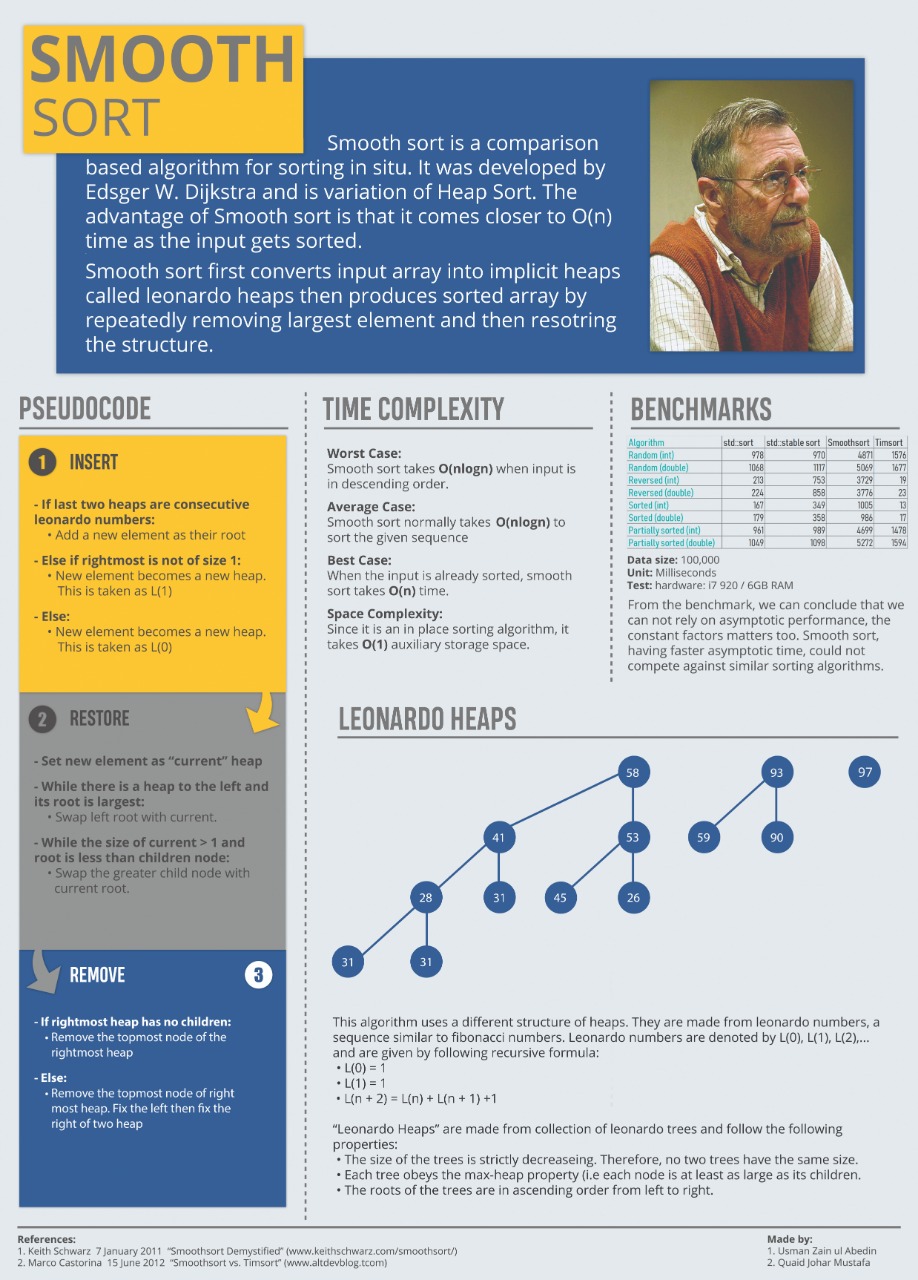 SMOOTH
SORT
Smooth sort is a comparison
based algorithm for sorting in situ. It was developed by
Edsger W. Dijkstra and is variation of Heap Sort. The
advantage of Smooth sort is that it comes closer to O(n)
time as the input gets sorted.
Smooth sort first converts input array into implicit heaps
called leonardo heaps then produces sorted array by
repeatedly removing largest element and then resotring
the structure.
PSEUDOCODE
1 INSERT
- If last two heaps are consecutive
leonardo numbers:
• Add a new element as their root
- Else if rightmost is not of size 1:
• New element becomes a new heap.
This is taken as L(1)
- Else:
• New element becomes a new heap.
This is taken as L(0)
2 RESTORE
- Set new element as “current” heap
- While there is a heap to the left and
its root is largest:
• Swap left root with current.
- While the size of current > 1 and
root is less than children node:
• Swap the greater child node with
current root.
REMOVE 3
- If rightmost heap has no children:
• Remove the topmost node of the
rightmost heap
- Else:
• Remove the topmost node of right
most heap. Fix the left then fix the
right of two heap
TIME COMPLEXITY
Worst Case:
Smooth sort takes O(nlogn) when input is
in descending order.
Average Case:
Smooth sort normally takes O(nlogn) to
sort the given sequence
Best Case:
When the input is already sorted, smooth
sort takes O(n) time.
Space Complexity:
Since it is an in place sorting algorithm, it
takes O(1) auxiliary storage space.
BENCHMARKS
Algorithm std::sort std::stable sort Smoothsort Timsort
Random (int) 978 970 4871 1576
Random (double) 1068 1117 5069 1677
Reversed (int) 213 753 3729 19
Reversed (double) 224 858 3776 23
Sorted (int) 167 349 1005 13
Sorted (double) 179 358 986 17
Partially sorted (int) 961 989 4699 1478
Partially sorted (double) 1049 1098 5272 1594
Data size: 100,000
Unit: Milliseconds
Test: hardware: i7 920 / 6GB RAM
From the benchmark, we can conclude that we
can not rely on asymptotic performance, the
constant factors matters too. Smooth sort,
having faster asymptotic time, could not
compete against similar sorting algorithms.
LEONARDO HEAPS
58 93 97
41 53 59 90
28 31 45 26
31 31
This algorithm uses a different structure of heaps. They are made from leonardo numbers, a
sequence similar to fibonacci numbers. Leonardo numbers are denoted by L(0), L(1), L(2),...
and are given by following recursive formula:
• L(0) = 1
• L(1) = 1
• L(n + 2) = L(n) + L(n + 1) +1
“Leonardo Heaps” are made from collection of leonardo trees and follow the following
properties:
• The size of the trees is strictly decreaseing. Therefore, no two trees have the same size.
• Each tree obeys the max-heap property (i.e each node is at least as large as its children.
• The roots of the trees are in ascending order from left to right.
References:
1. Keith Schwarz 7 January 2011 “Smoothsort Demystified” (www.keithschwarz.com/smoothsort/)
2. Marco Castorina 15 June 2012 “Smoothsort vs. Timsort” (www.altdevblog.tcom)
Made by:
1. Usman Zain ul Abedin
2. Quaid Johar Mustafa